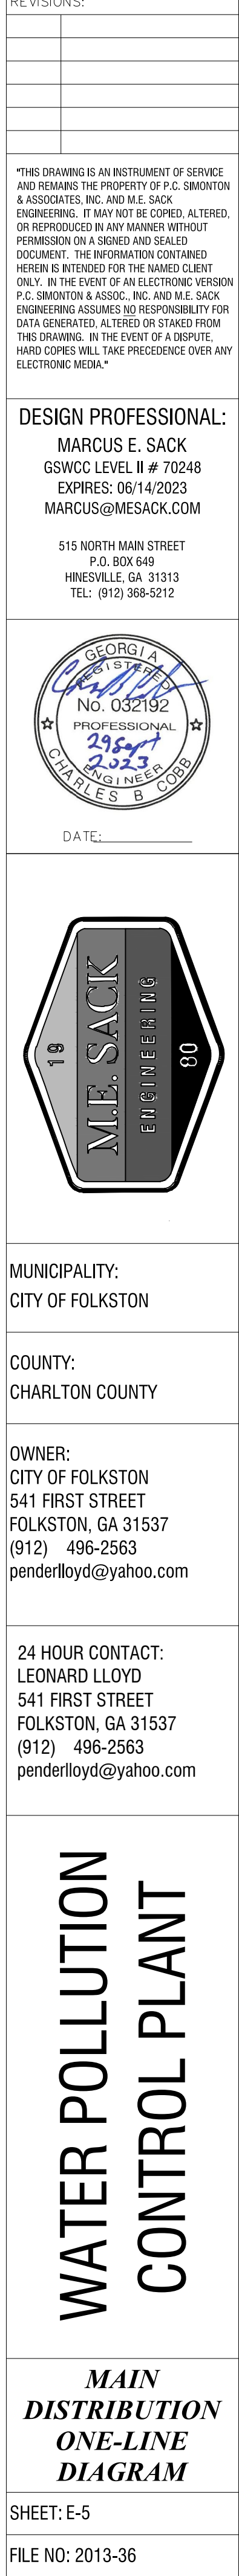 REVISIONS:
"THIS DRAWING IS AN INSTRUMENT OF SERVICE
AND REMAINS THE PROPERTY OF P.C. SIMONTON
& ASSOCIATES, INC. AND M.E. SACK
ENGINEERING. IT MAY NOT BE COPIED, ALTERED,
OR REPRODUCED IN ANY MANNER WITHOUT
PERMISSION ON A SIGNED AND SEALED
DOCUMENT. THE INFORMATION CONTAINED
HEREIN IS INTENDED FOR THE NAMED CLIENT
ONLY. IN THE EVENT OF AN ELECTRONIC VERSION
P.C. SIMONTON & ASSOC., INC. AND M.E. SACK
ENGINEERING ASSUMES NO RESPONSIBILITY FOR
DATA GENERATED, ALTERED OR STAKED FROM
THIS DRAWING. IN THE EVENT OF A DISPUTE,
HARD COPIES WILL TAKE PRECEDENCE OVER ANY
ELECTRONIC MEDIA."
DESIGN PROFESSIONAL:
MARCUS E. SACK
GSWCC LEVEL II # 70248
EXPIRES: 06/14/2023
MARCUS@MESACK.COM
515 NORTH MAIN STREET
P.O. BOX 649
HINESVILLE, GA 31313
TEL: (912) 368-5212
GEORGIA
REGISTERED
No. 032192
PROFESSIONAL
29 Sept
2023
ENGINEER
CHARLES B COBB
DATE:
19
M.E. SACK
ENGINEERING
80
MUNICIPALITY:
CITY OF FOLKSTON
COUNTY:
CHARLTON COUNTY
OWNER:
CITY OF FOLKSTON
541 FIRST STREET
FOLKSTON, GA 31537
(912) 496-2563
penderlloyd@yahoo.com
24 HOUR CONTACT:
LEONARD LLOYD
541 FIRST STREET
FOLKSTON, GA 31537
(912) 496-2563
penderlloyd@yahoo.com
WATER POLLUTION
CONTROL PLANT
MAIN
DISTRIBUTION
ONE-LINE
DIAGRAM
SHEET: E-5
FILE NO: 2013-36